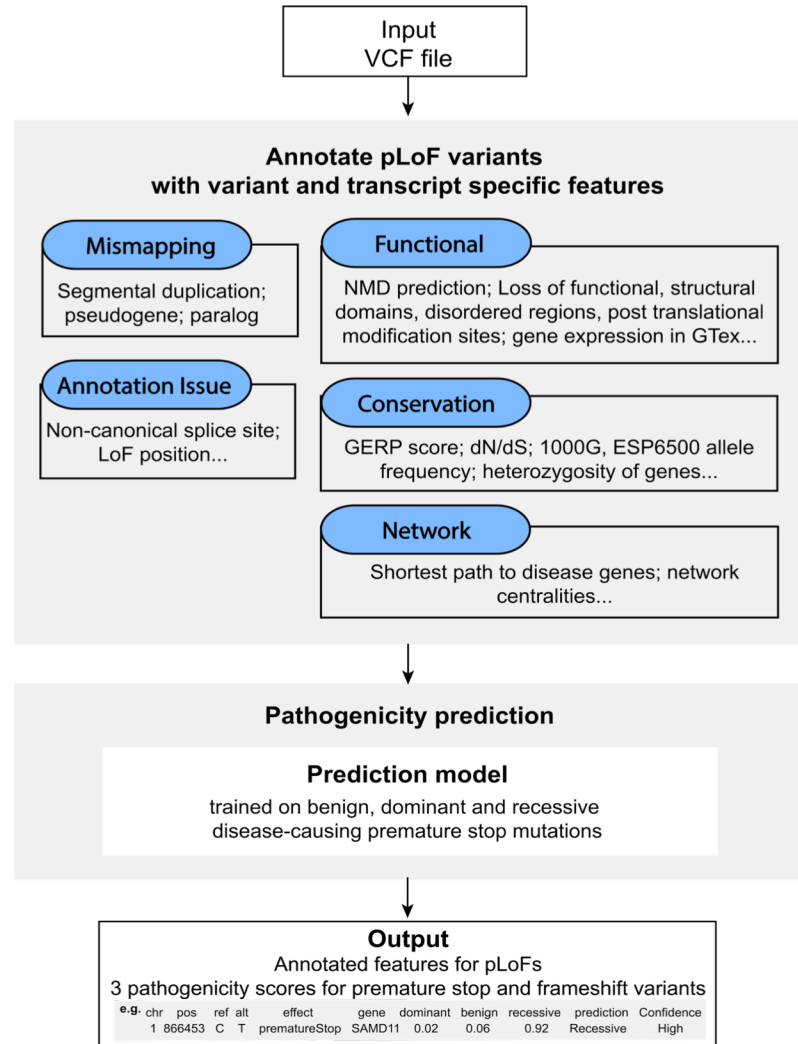 Input
VCF file
Annotate pLoF variants
with variant and transcript specific features
Mismapping
Segmental duplication;
pseudogene; paralog
Annotation Issue
Non-canonical splice site;
LoF position...
Functional
NMD prediction; Loss of functional, structural
domains, disordered regions, post translational
modification sites; gene expression in GTex...
Conservation
GERP score; dN/dS; 1000G, ESP6500 allele
frequency; heterozygosity of genes...
Network
Shortest path to disease genes; network
centralities...
Pathogenicity prediction
Prediction model
trained on benign, dominant and recessive
disease-causing premature stop mutations
Output
Annotated features for pLoFs
3 pathogenicity scores for premature stop and frameshift variants
e.g. chr pos ref alt effect gene dominant benign recessive prediction Confidence
1 866453 C T prematureStop SAMD11 0.02 0.06 0.92 Recessive High